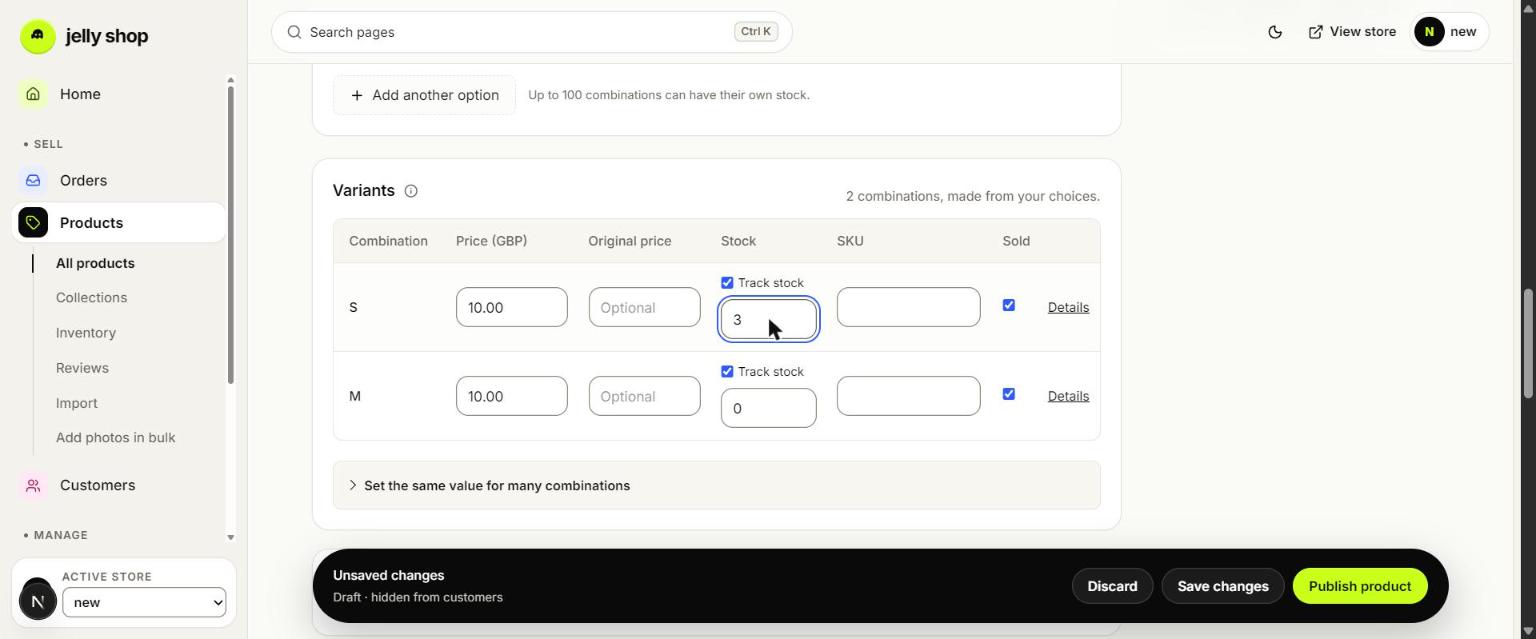 jelly shop
Search pages
Ctrl K
View store
N
new
Home
SELL
Orders
Products
All products
Collections
Inventory
Reviews
Import
Add photos in bulk
Customers
MANAGE
ACTIVE STORE
N
new
Add another option
Up to 100 combinations can have their own stock.
Variants
2 combinations, made from your choices.
Combination Price (GBP) Original price Stock SKU Sold
Track stock
S 10.00 Optional 3 Details
Track stock
M 10.00 Optional 0 Details
Set the same value for many combinations
Unsaved changes
Draft · hidden from customers
Discard
Save changes
Publish product